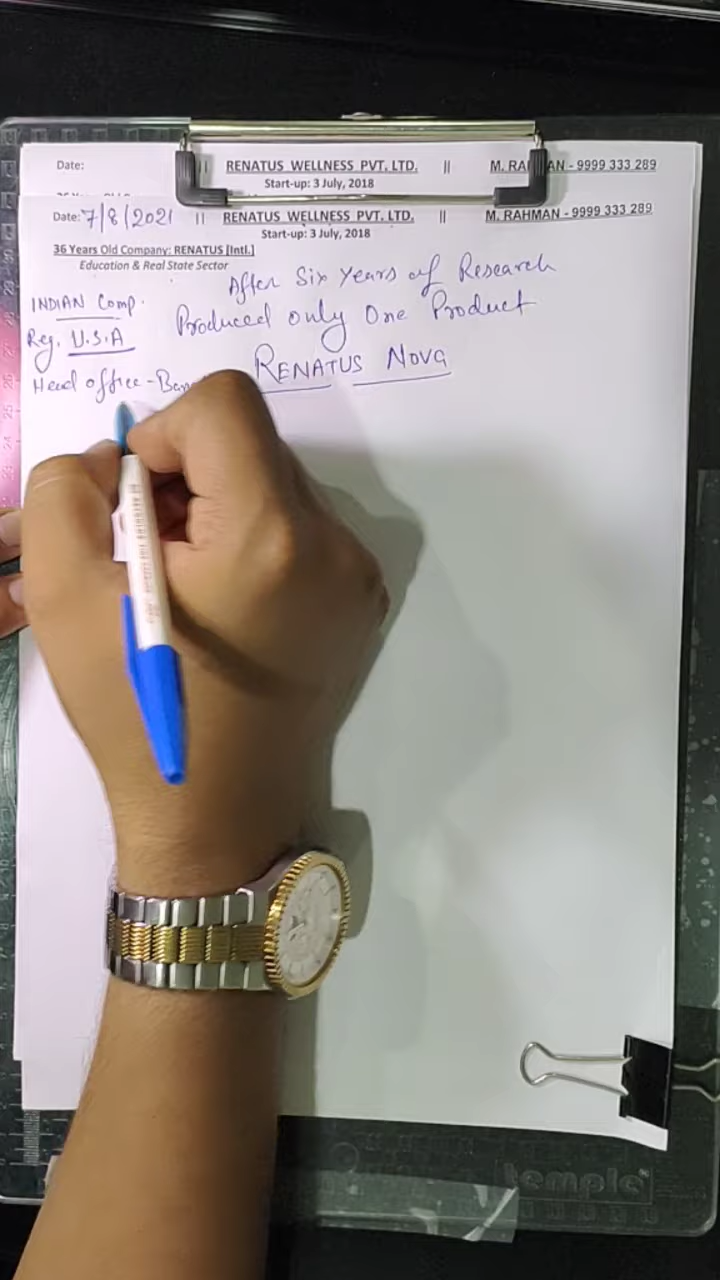 Date: || RENATUS WELLNESS PVT. LTD. || M. RAHMAN - 9999 333 289
Start-up: 3 July, 2018
Date: 7/8/2021 || RENATUS WELLNESS PVT. LTD. || M. RAHMAN - 9999 333 289
Start-up: 3 July, 2018
36 Years Old Company: RENATUS [Intl.]
Education & Real State Sector
After Six Years of Research
INDIAN Comp. Produced only One Product
Reg. U.S.A
RENATUS NOVA
Head office -
temple